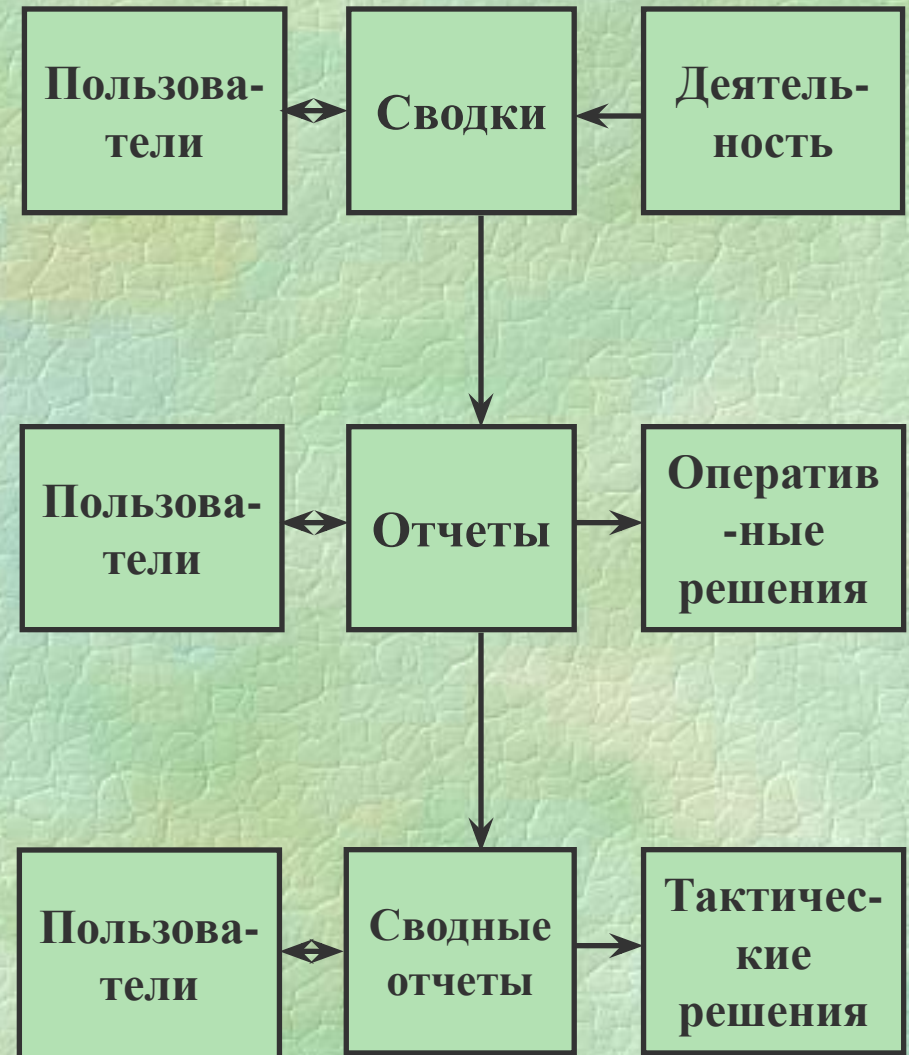 Пользова-
тели
Сводки
Деятель-
ность
Пользова-
тели
Отчеты
Оператив
-ные
решения
Пользова-
тели
Сводные
отчеты
Тактичес-
кие
решения